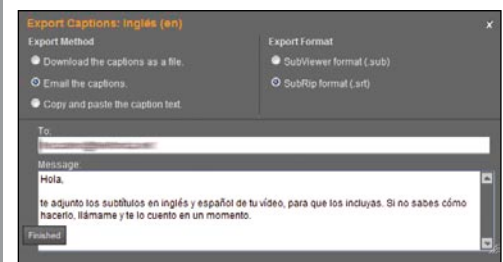 Export Captions: Inglés (en) x
Export Method Export Format
Download the captions as a file. SubViewer format (.sub)
Email the captions. SubRip format (.srt)
Copy and paste the caption text.
To:
Message:
Hola,
te adjunto los subtítulos en inglés y español de tu vídeo, para que los incluyas. Si no sabes cómo
hacerlo, llámame y te lo cuento en un momento.
Finished